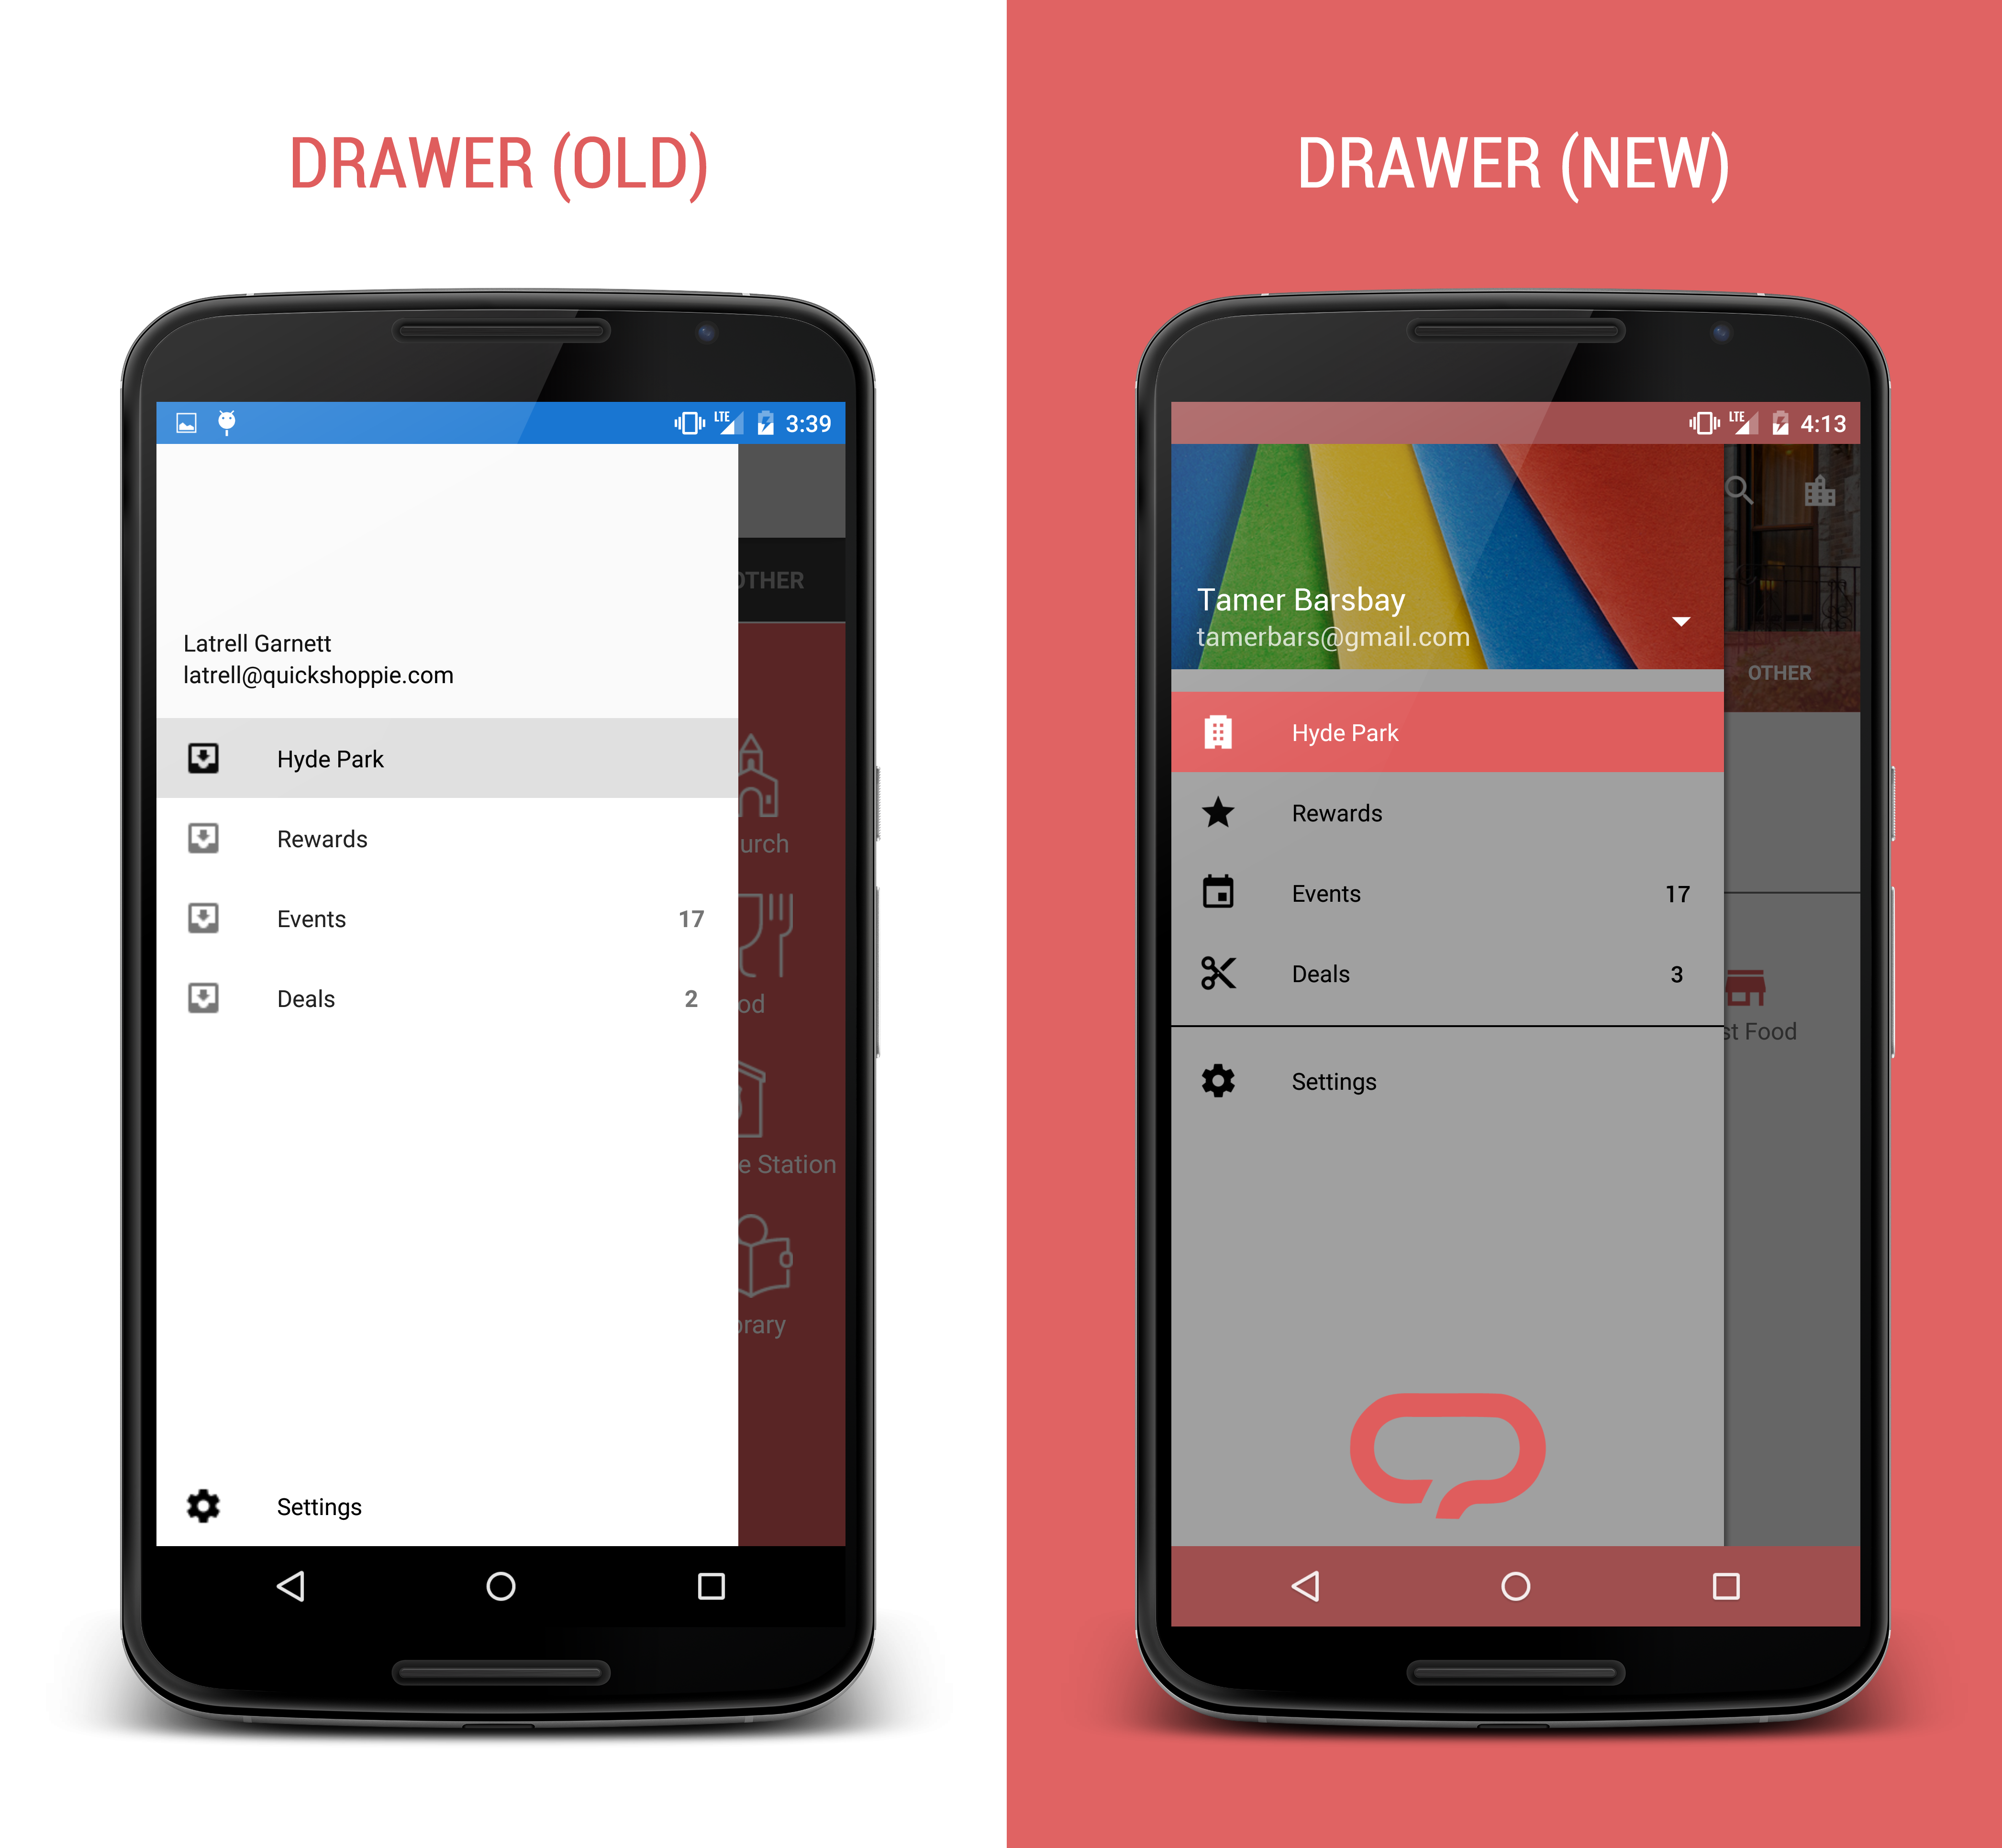 DRAWER (OLD)
LTE 3:39
OTHER
Latrell Garnett
latrell@quickshoppie.com
Hyde Park
Rewards
urch
Events 17
Deals 2
od
e Station
brary
Settings
DRAWER (NEW)
LTE 4:13
Tamer Barsbay
tamerbars@gmail.com
OTHER
Hyde Park
Rewards
Events 17
Deals 3
st Food
Settings